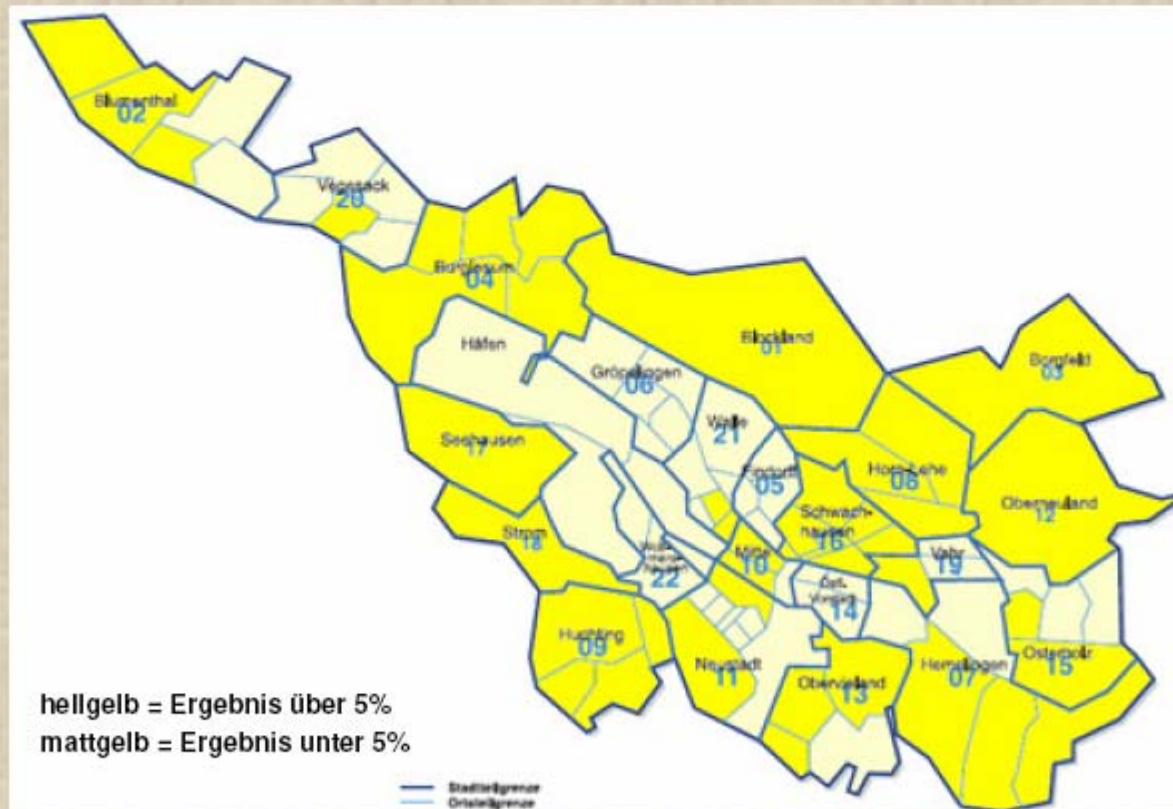 Blumenthal
02
Vegesack
20
Burglesum
04
Blockland
01
Borgfeld
03
Häfen
Gröpelingen
06
Walle
21
Seehausen
17
Findorff
05
Horn-Lehe
08
Oberneuland
12
Schwach-
hausen
16
Strom
18
Mitte
10
Vahr
19
22
Östl.
14
Huchting
09
Neustadt
11
Obervieland
13
Hemelingen
07
Osterholz
15
hellgelb = Ergebnis über 5%
mattgelb = Ergebnis unter 5%
Stadtteilgrenze
Ortsteilgrenze